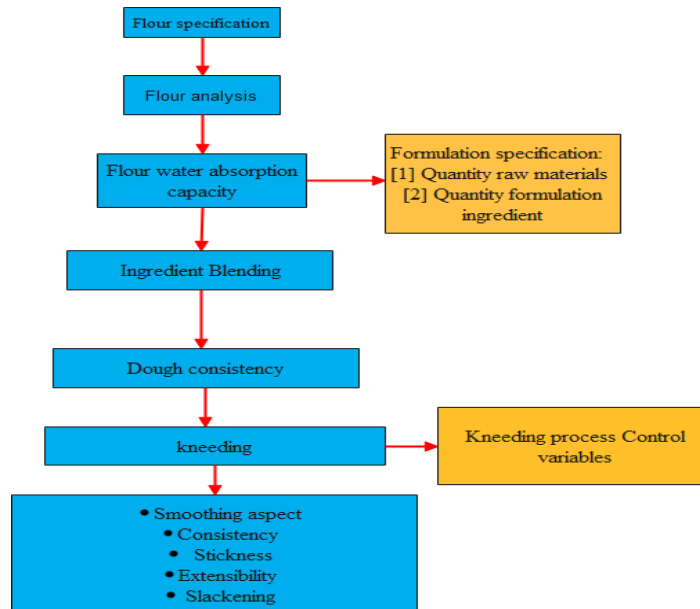 Flour specification
Flour analysis
Flour water absorption
capacity
Formulation specification:
[1] Quantity raw materials
[2] Quantity formulation
ingredient
Ingredient Blending
Dough consistency
kneeding
Kneeding process Control
variables
• Smoothing aspect
• Consistency
• Stickness
• Extensibility
• Slackening